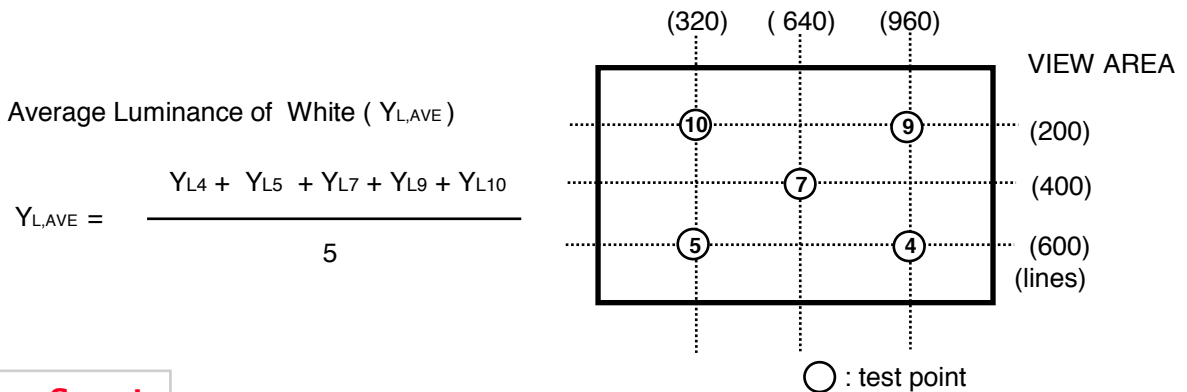 (320) ( 640) (960)
VIEW AREA
Average Luminance of White ( YL,AVE )
10 9 (200)
YL4 + YL5 + YL7 + YL9 + YL10
7 (400)
YL,AVE =
5
5 4 (600)
(lines)
: test point